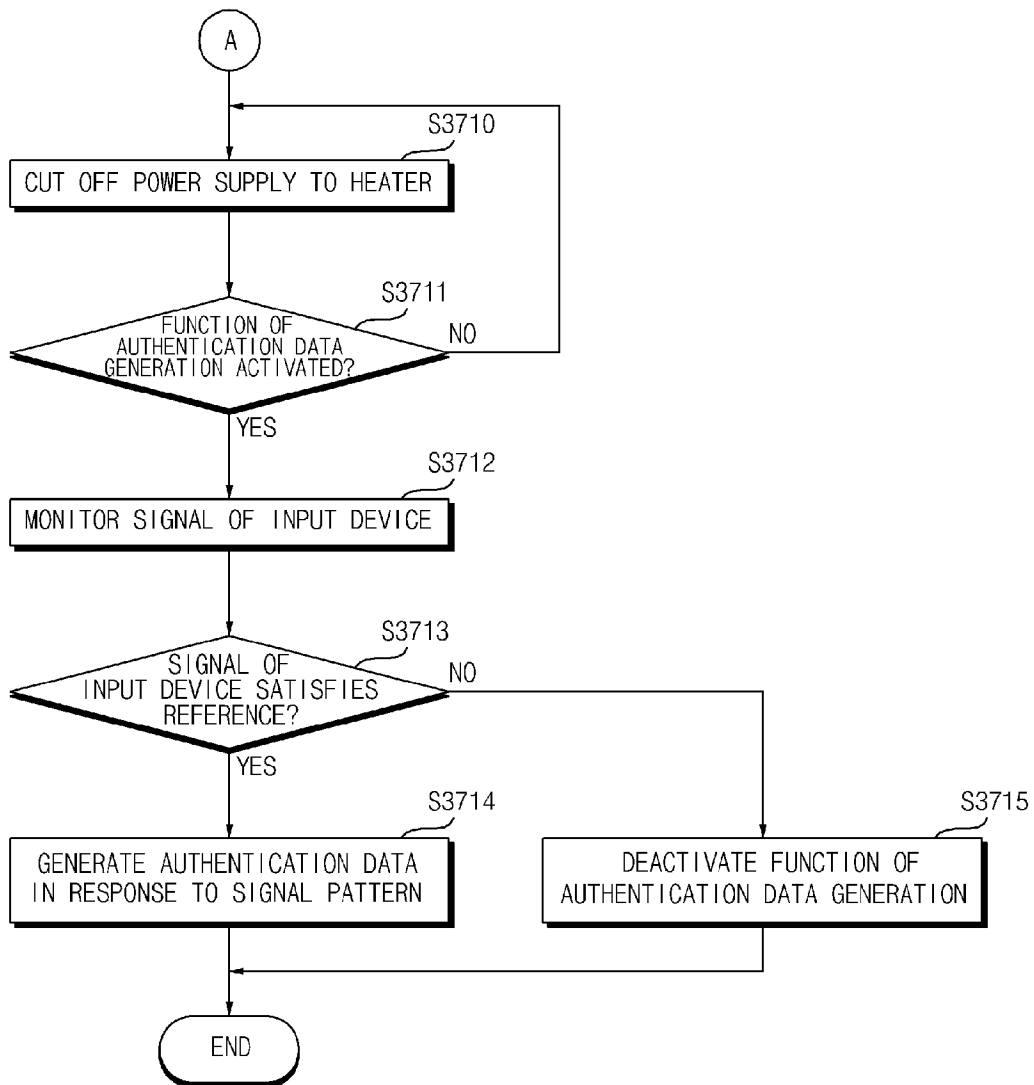 A
S3710
CUT OFF POWER SUPPLY TO HEATER
S3711
FUNCTION OF
AUTHENTICATION DATA
GENERATION ACTIVATED?
NO
YES
S3712
MONITOR SIGNAL OF INPUT DEVICE
S3713
SIGNAL OF
INPUT DEVICE SATISFIES
REFERENCE?
NO
YES
S3714
GENERATE AUTHENTICATION DATA
IN RESPONSE TO SIGNAL PATTERN
S3715
DEACTIVATE FUNCTION OF
AUTHENTICATION DATA GENERATION
END